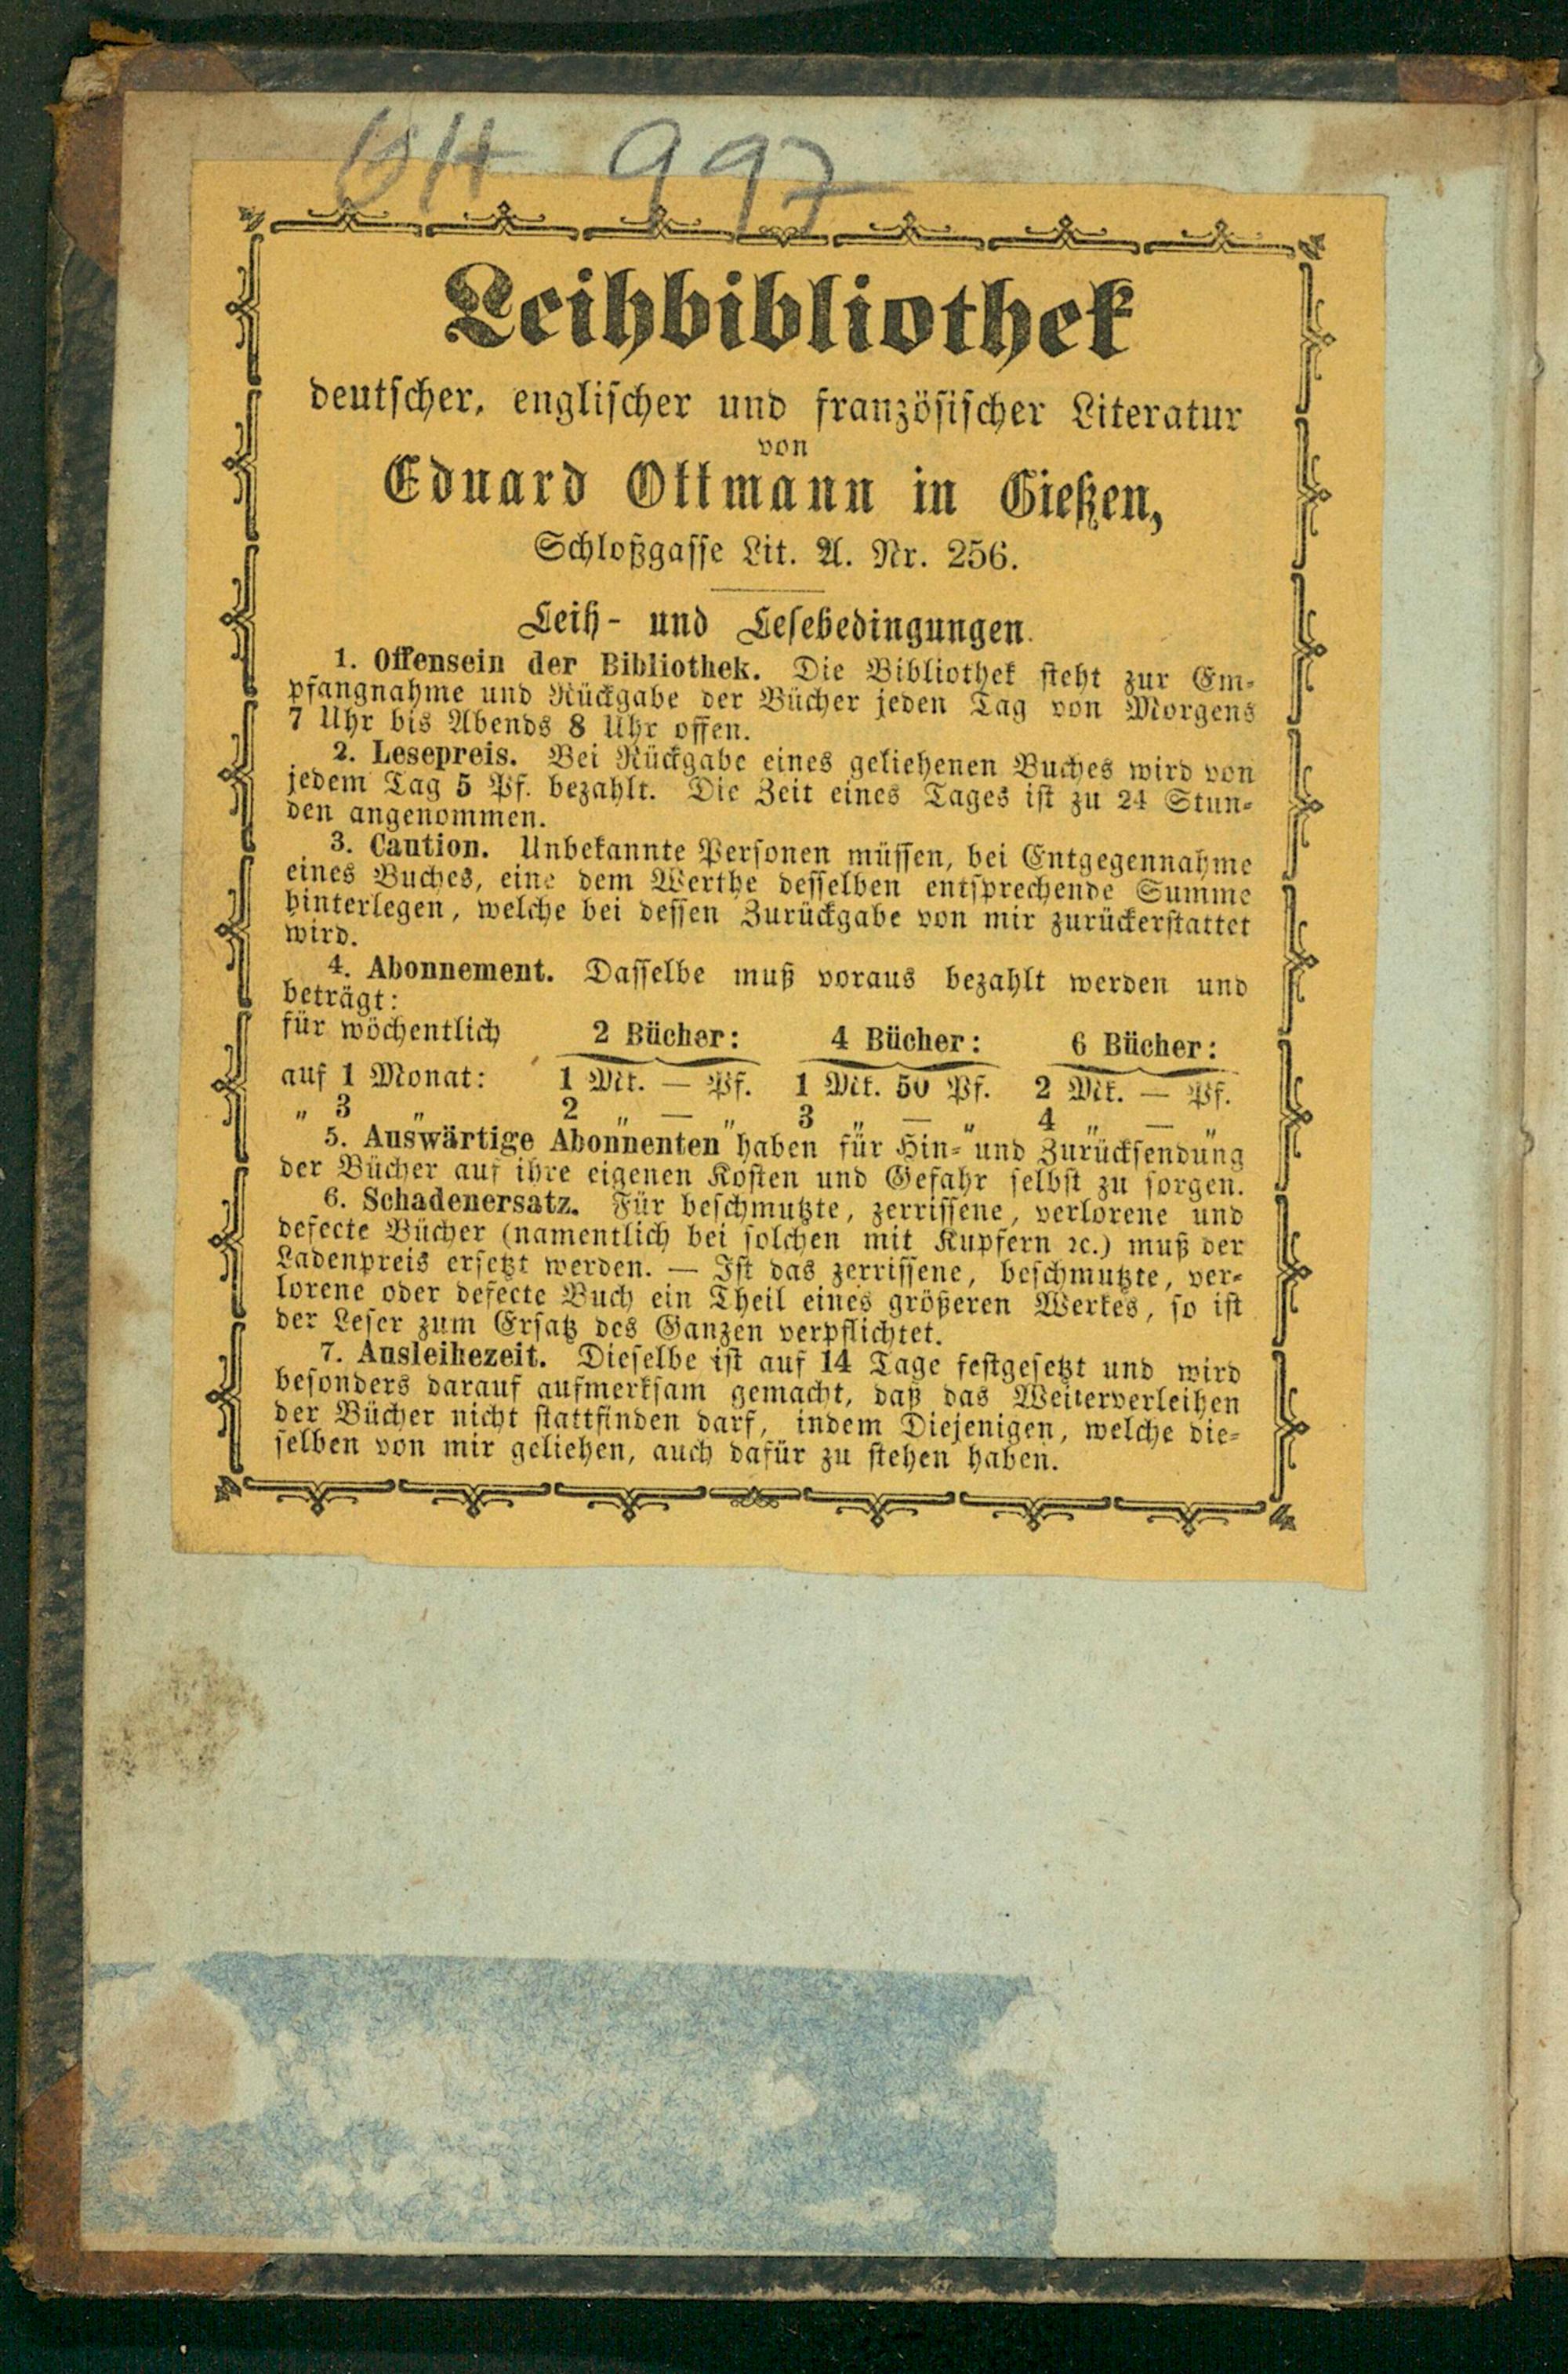 997
Leihbibliothek
deutscher, englischer und französischer Literatur
von
Eduard Ottmann in Gießen,
Schloßgasse Lit. A. Nr. 256.
Leih- und Lesebedingungen.
1. Offensein der Bibliothek. Die Bibliothek steht zur Em-
pfangnahme und Rückgabe der Bücher jeden Tag von Morgens
7 Uhr bis Abends 8 Uhr offen.
2. Lesepreis. Bei Rückgabe eines geliehenen Buches wird von
jedem Tag 5 Pf. bezahlt. Die Zeit eines Tages ist zu 24 Stun-
den angenommen.
3. Caution. Unbekannte Personen müssen, bei Entgegennahme
eines Buches, eine dem Werthe desselben entsprechende Summe
hinterlegen, welche bei dessen Zurückgabe von mir zurückerstattet
wird.
4. Abonnement. Dasselbe muß voraus bezahlt werden und
beträgt:
für wöchentlich 2 Bücher: 4 Bücher: 6 Bücher:
auf 1 Monat: 1 Mk. — Pf. 1 Mk. 50 Pf. 2 Mk. — Pf.
" 3 " 2 " — " 3 " — " 4 " — "
5. Auswärtige Abonnenten haben für Hin- und Zurücksendung
der Bücher auf ihre eigenen Kosten und Gefahr selbst zu sorgen.
6. Schadenersatz. Für beschmutzte, zerrissene, verlorene und
defecte Bücher (namentlich bei solchen mit Kupfern ꝛc.) muß der
Ladenpreis ersetzt werden. — Ist das zerrissene, beschmutzte, ver-
lorene oder defecte Buch ein Theil eines größeren Werkes, so ist
der Leser zum Ersatz des Ganzen verpflichtet.
7. Ausleihezeit. Dieselbe ist auf 14 Tage festgesetzt und wird
besonders darauf aufmerksam gemacht, daß das Weiterverleihen
der Bücher nicht stattfinden darf, indem Diejenigen, welche die-
selben von mir geliehen, auch dafür zu stehen haben.